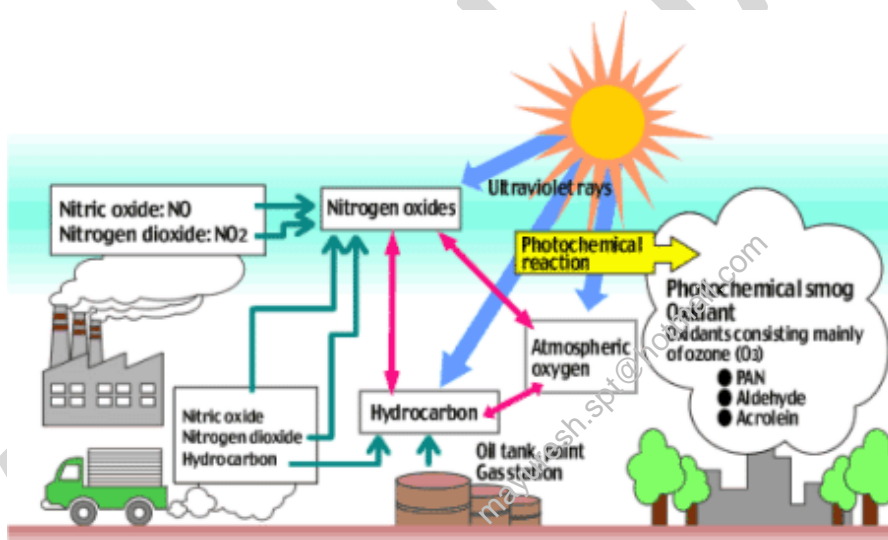 Ultraviolet rays
Nitric oxide: NO
Nitrogen dioxide: NO2
Nitrogen oxides
Photochemical
reaction
Photochemical smog
Oxidant
Oxidants consisting mainly
of ozone (O3)
● PAN
● Aldehyde
● Acrolein
Atmospheric
oxygen
Nitric oxide
Nitrogen dioxide
Hydrocarbon
Hydrocarbon
Oil tank, point
Gas station